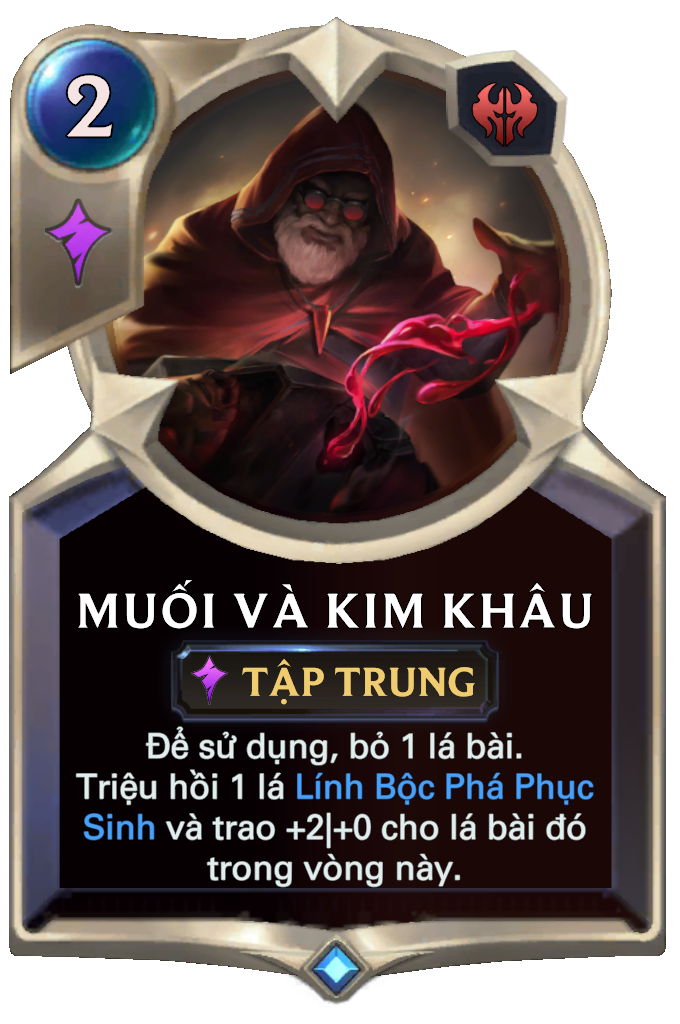 2
MUỐI VÀ KIM KHÂU
TẬP TRUNG
Để sử dụng, bỏ 1 lá bài.
Triệu hồi 1 lá Lính Bộc Phá Phục
Sinh và trao +2|+0 cho lá bài đó
trong vòng này.